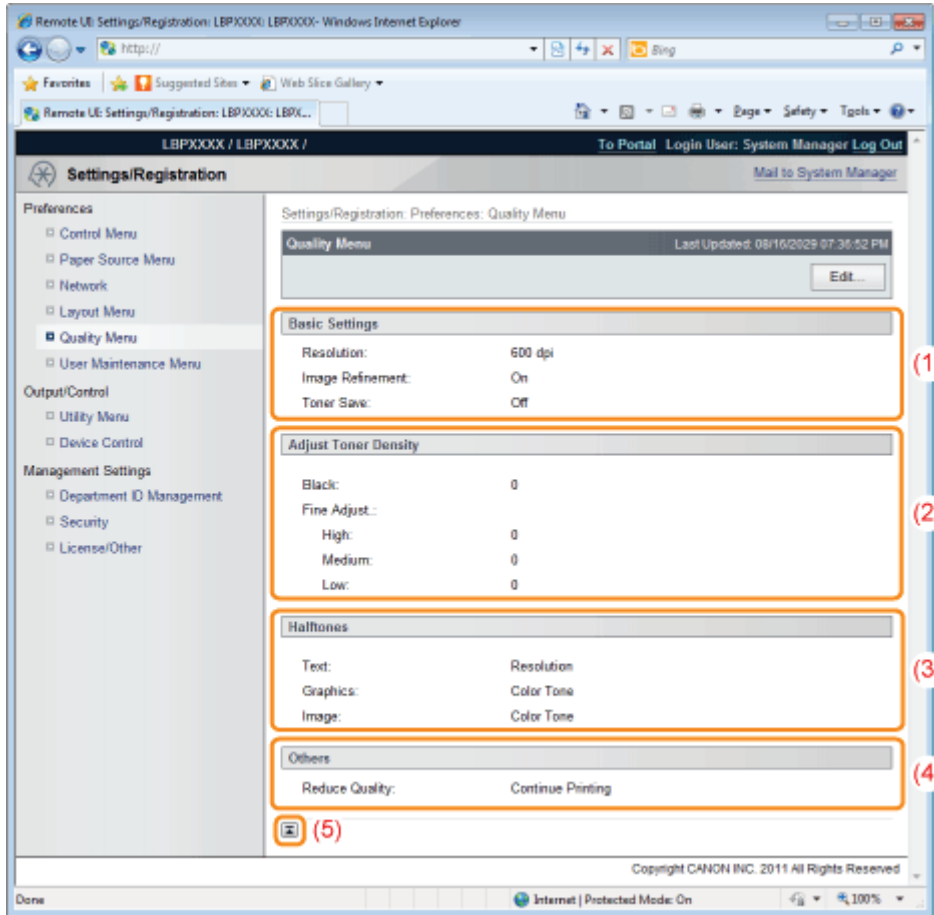 Remote UI: Settings/Registration: LBPXXXX: LBPXXXX- Windows Internet Explorer
http://
Bing
Favorites Suggested Sites Web Slice Gallery
Remote UI: Settings/Registration: LBPXXXX: LBPX...
Page Safety Tools
LBPXXXX / LBPXXXX /
To Portal Login User: System Manager Log Out
Settings/Registration
Mail to System Manager
Preferences
Control Menu
Paper Source Menu
Network
Layout Menu
Quality Menu
User Maintenance Menu
Output/Control
Utility Menu
Device Control
Management Settings
Department ID Management
Security
License/Other
Settings/Registration: Preferences: Quality Menu
Quality Menu Last Updated: 08/16/2029 07:36:52 PM
Edit...
Basic Settings
Resolution: 600 dpi
Image Refinement: On
Toner Save: Off
(1
Adjust Toner Density
Black: 0
Fine Adjust.:
High: 0
Medium: 0
Low: 0
(2
Halftones
Text: Resolution
Graphics: Color Tone
Image: Color Tone
(3
Others
Reduce Quality: Continue Printing
(4
(5)
Copyright CANON INC. 2011 All Rights Reserved
Done Internet | Protected Mode: On 100%